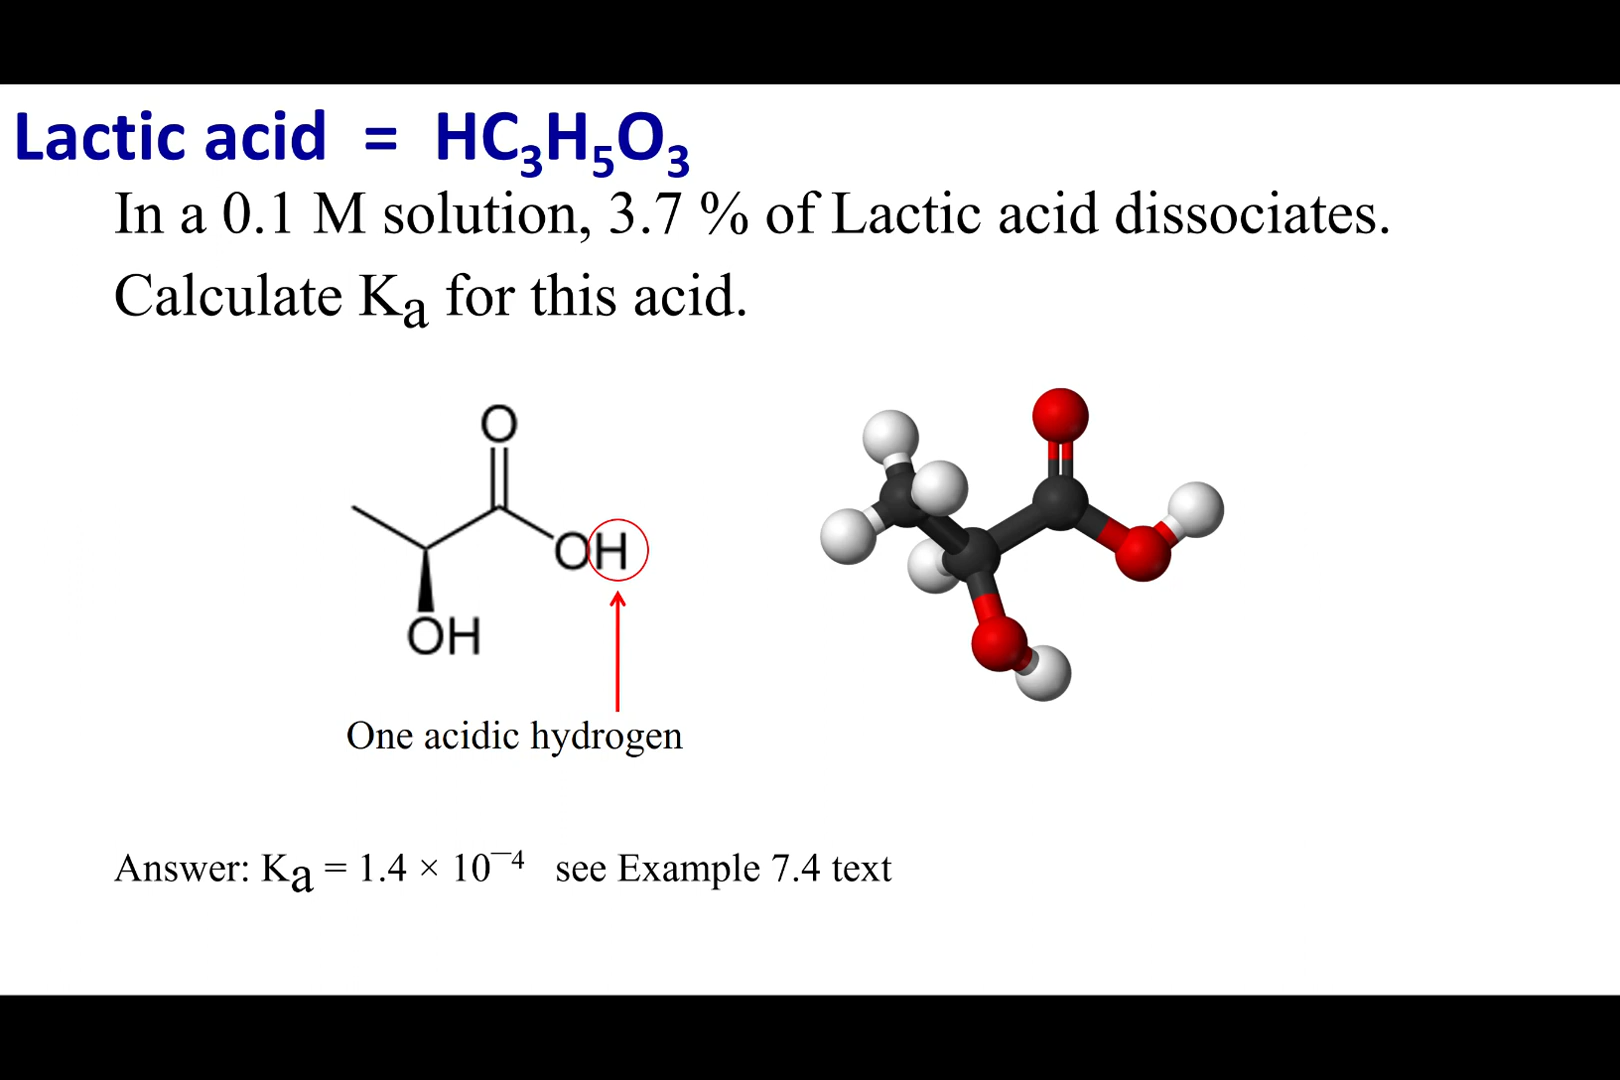 Lactic acid = HC₃H₅O₃
In a 0.1 M solution, 3.7 % of Lactic acid dissociates.
Calculate Kₐ for this acid.
O
OH
OH
One acidic hydrogen
Answer: Kₐ = 1.4 × 10⁻⁴ see Example 7.4 text